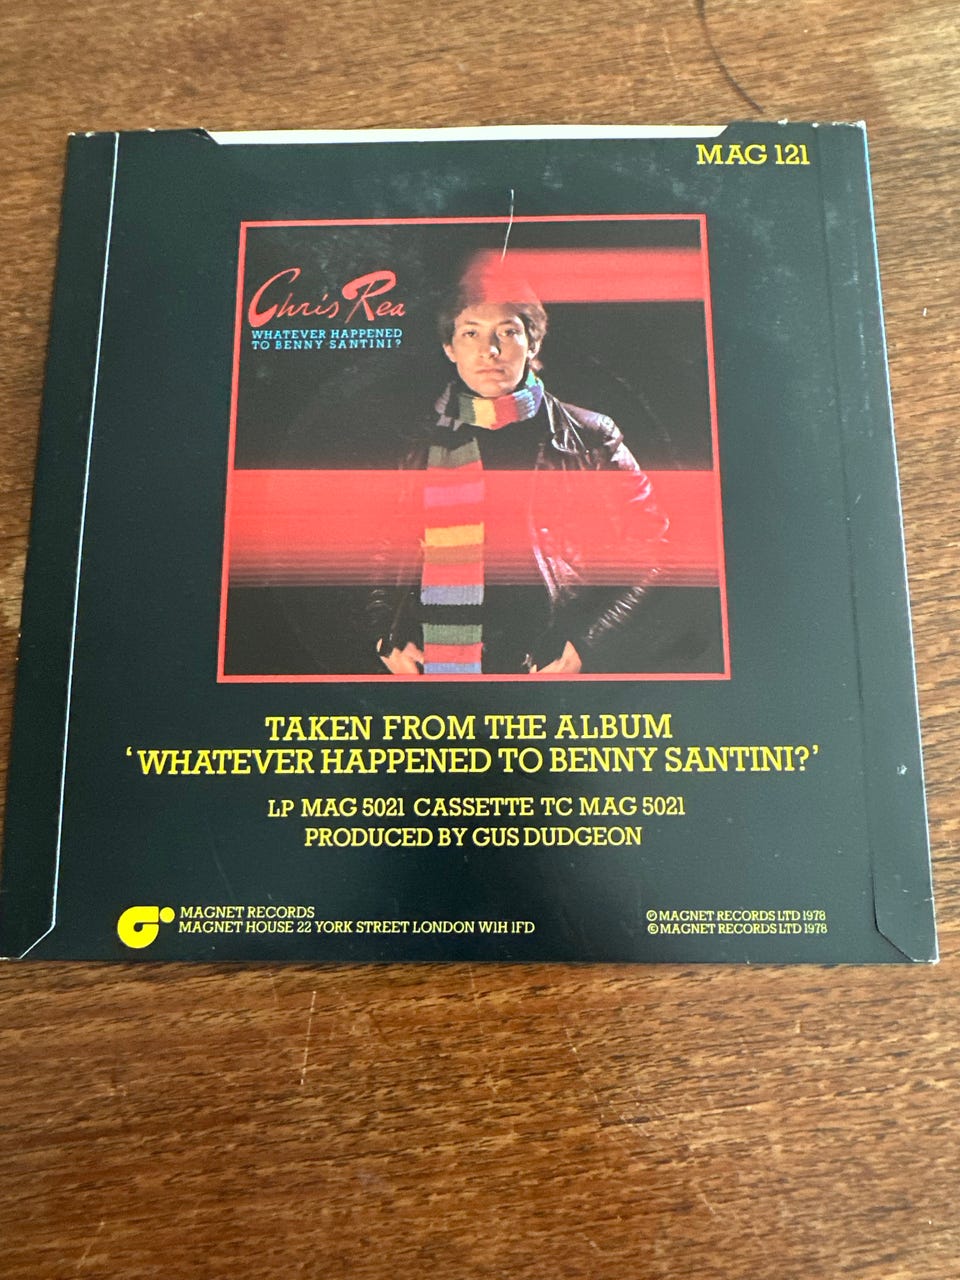 MAG 121
Chris Rea
WHATEVER HAPPENED
TO BENNY SANTINI?
TAKEN FROM THE ALBUM
‘WHATEVER HAPPENED TO BENNY SANTINI?’
LP MAG 5021 CASSETTE TC MAG 5021
PRODUCED BY GUS DUDGEON
MAGNET RECORDS
MAGNET HOUSE 22 YORK STREET LONDON W1H 1FD
℗ MAGNET RECORDS LTD 1978
© MAGNET RECORDS LTD 1978